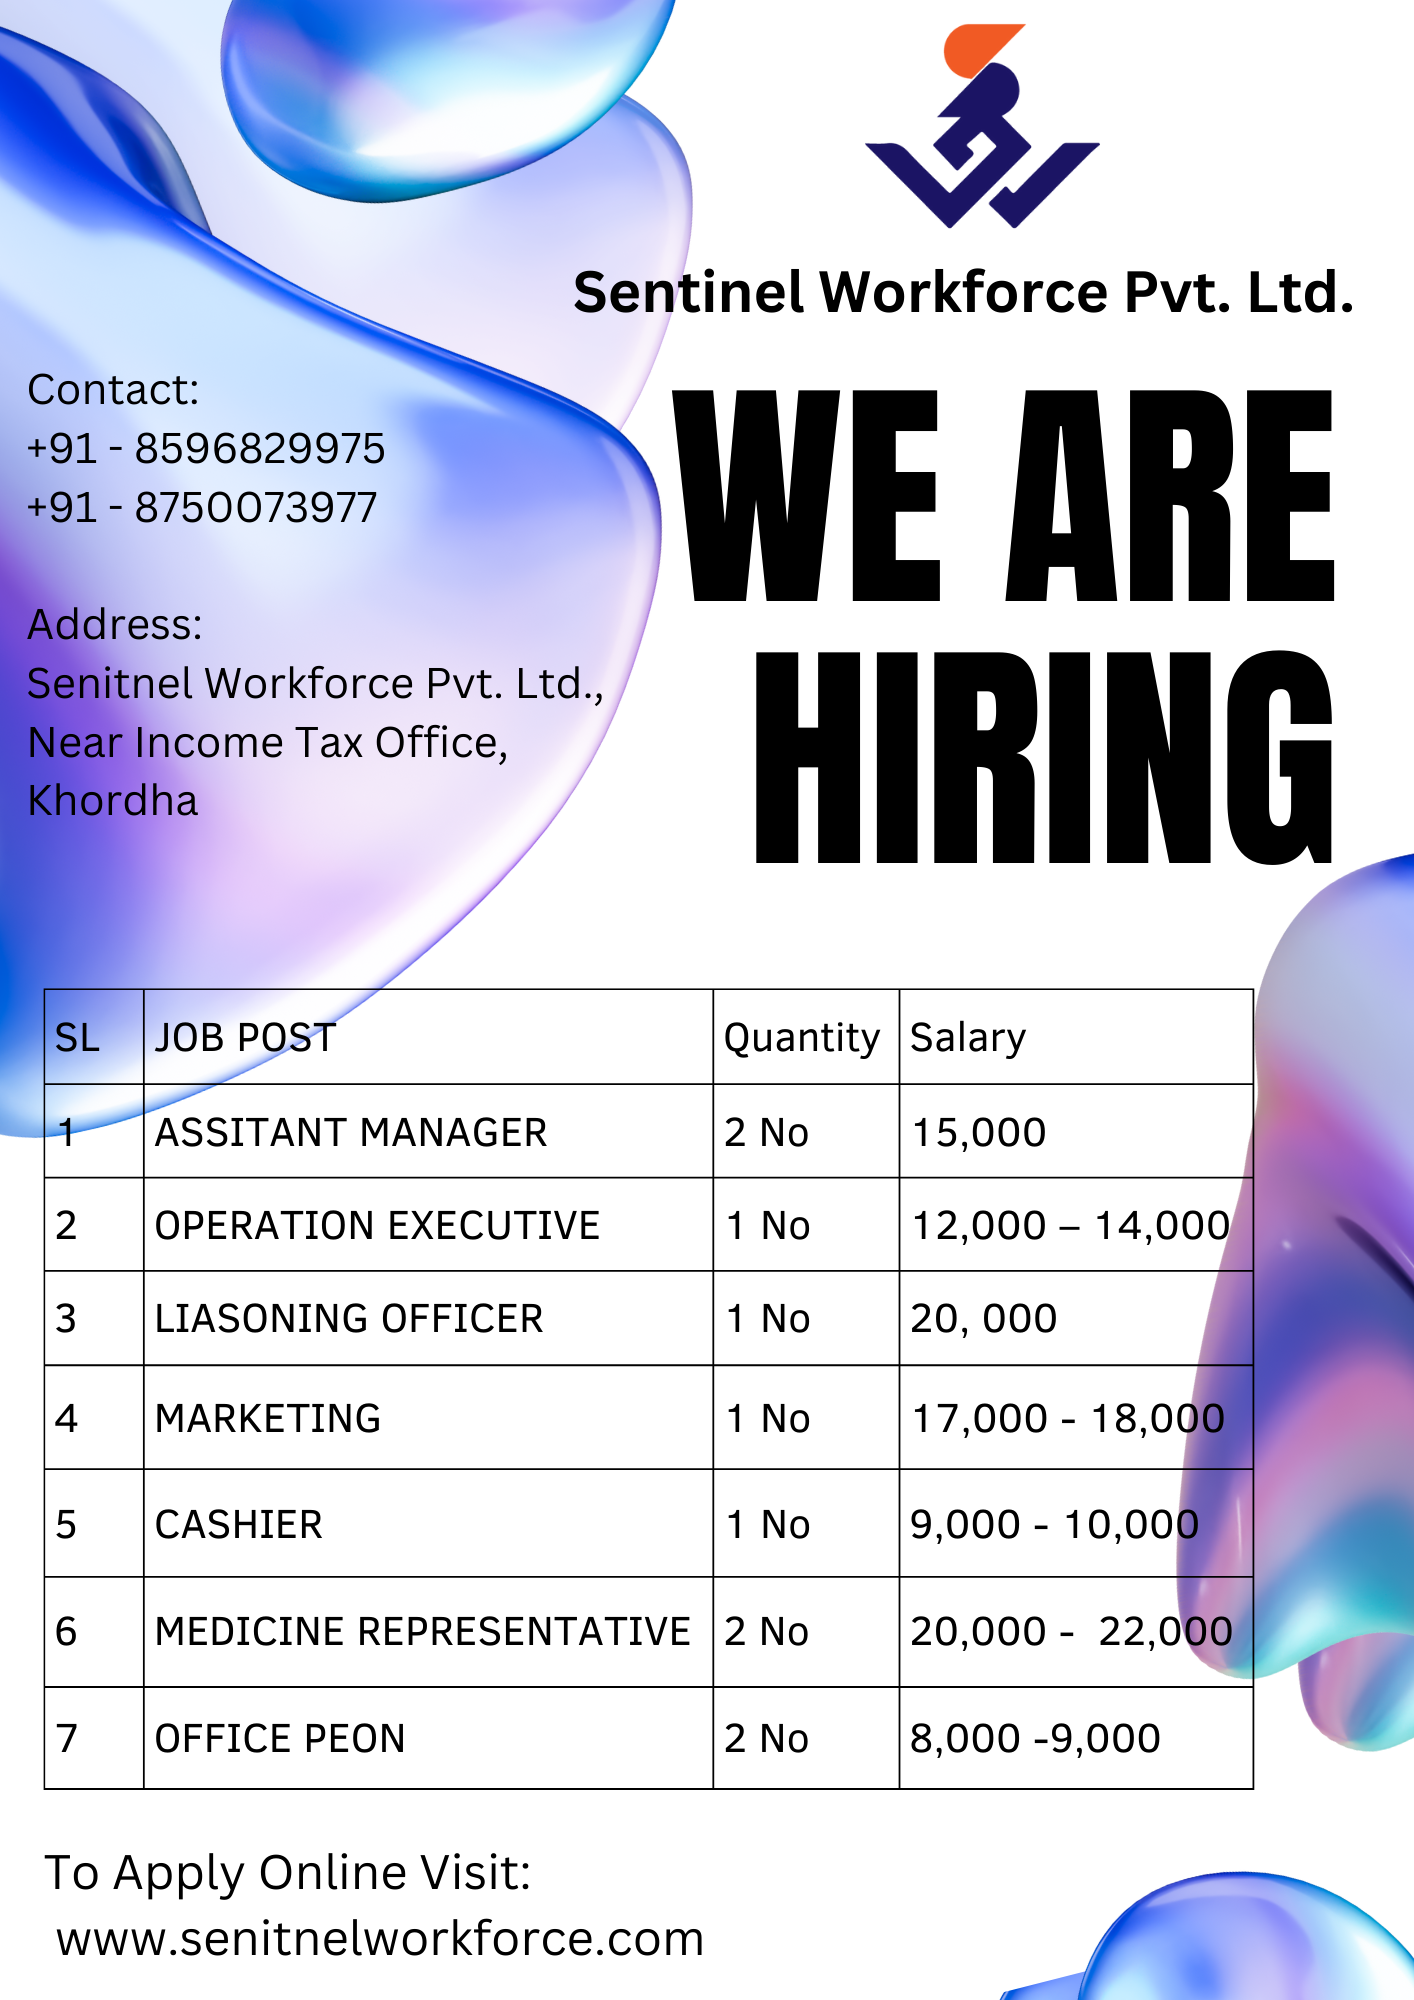 Sentinel Workforce Pvt. Ltd.
Contact:
+91 - 8596829975
+91 - 8750073977
Address:
Senitnel Workforce Pvt. Ltd.,
Near Income Tax Office,
Khordha
WE ARE
HIRING
SL JOB POST Quantity Salary
1 ASSITANT MANAGER 2 No 15,000
2 OPERATION EXECUTIVE 1 No 12,000 – 14,000
3 LIASONING OFFICER 1 No 20, 000
4 MARKETING 1 No 17,000 - 18,000
5 CASHIER 1 No 9,000 - 10,000
6 MEDICINE REPRESENTATIVE 2 No 20,000 - 22,000
7 OFFICE PEON 2 No 8,000 -9,000
To Apply Online Visit:
www.senitnelworkforce.com